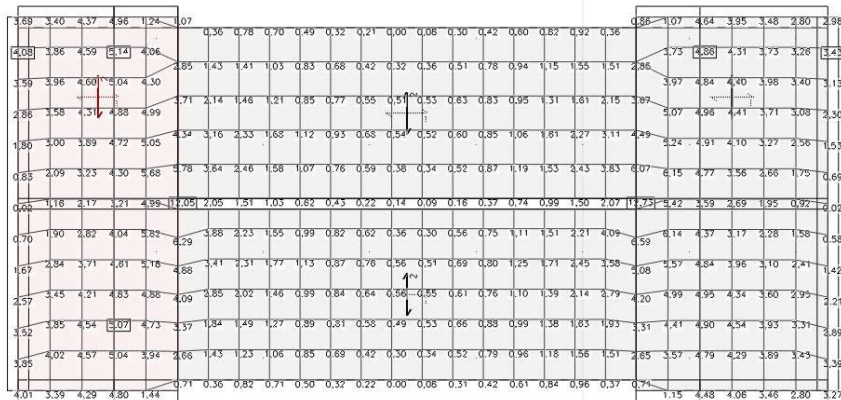 3,69 3,40 4,37 4,96 1,24 1,07 0,86 1,07 4,64 3,95 3,48 2,80 2,98
0,36 0,78 0,70 0,49 0,32 0,21 0,00 0,08 0,30 0,42 0,60 0,82 0,92 0,36
4,08 3,86 4,59 5,14 4,06 3,73 4,86 4,31 3,73 3,26 3,43
2,85 1,43 1,41 1,03 0,83 0,68 0,42 0,32 0,36 0,51 0,78 0,94 1,15 1,55 1,51 2,86
3,59 3,96 4,60 5,04 4,30 3,97 4,84 4,40 3,98 3,40 3,13
3,71 2,14 1,46 1,21 0,85 0,77 0,55 0,51 0,53 0,63 0,83 0,95 1,31 1,61 2,15
2,86 3,58 4,31 4,88 4,99 5,07 4,96 4,41 3,71 3,08 2,30
4,34 3,16 2,33 1,68 1,12 0,93 0,68 0,54 0,52 0,60 0,85 1,06 1,61 2,27 3,11 4,49
1,80 3,00 3,89 4,72 5,05 5,24 4,91 4,10 3,27 2,56 1,53
0,83 2,09 3,23 4,30 5,68 5,78 3,64 2,46 1,58 1,07 0,76 0,59 0,38 0,34 0,52 0,87 1,19 1,53 2,43 3,83 6,07 6,15 4,77 3,56 2,66 1,75 0,69
0,02 1,16 2,17 3,21 4,99 12,05 2,05 1,51 1,03 0,62 0,43 0,22 0,14 0,09 0,16 0,37 0,74 0,99 1,50 2,07 12,73 5,42 3,59 2,69 1,95 0,92 0,02
0,70 1,90 2,82 4,04 5,82 6,29 3,88 2,23 1,55 0,99 0,82 0,62 0,36 0,30 0,56 0,75 1,11 1,51 2,21 4,09 6,59 6,14 4,37 3,17 2,28 1,58 0,58
1,67 2,84 3,71 4,61 5,18 4,88 3,41 2,31 1,77 1,13 0,87 0,76 0,56 0,51 0,69 0,80 1,25 1,71 2,45 3,58 5,08 5,57 4,64 3,96 3,10 2,41 1,42
2,57 3,45 4,21 4,83 4,88 4,09 2,85 2,02 1,46 0,99 0,84 0,64 0,56 0,55 0,61 0,76 1,10 1,39 2,14 2,79 4,20 4,99 4,95 4,34 3,60 2,95 2,21
3,52 3,85 4,54 5,07 4,73 3,37 1,84 1,49 1,27 0,89 0,81 0,58 0,49 0,53 0,66 0,88 0,99 1,38 1,63 1,93 3,31 4,41 4,90 4,54 3,93 3,31 2,89
3,85 4,02 4,57 5,04 3,94 2,66 1,43 1,23 1,06 0,85 0,69 0,42 0,30 0,34 0,52 0,79 0,96 1,18 1,56 1,51 2,65 3,57 4,79 4,29 3,89 3,43 3,39
0,71 0,36 0,82 0,71 0,50 0,32 0,22 0,00 0,08 0,31 0,42 0,61 0,84 0,96 0,37 0,71
4,01 3,39 4,29 4,80 1,44 1,15 4,48 4,06 3,46 2,80 3,27